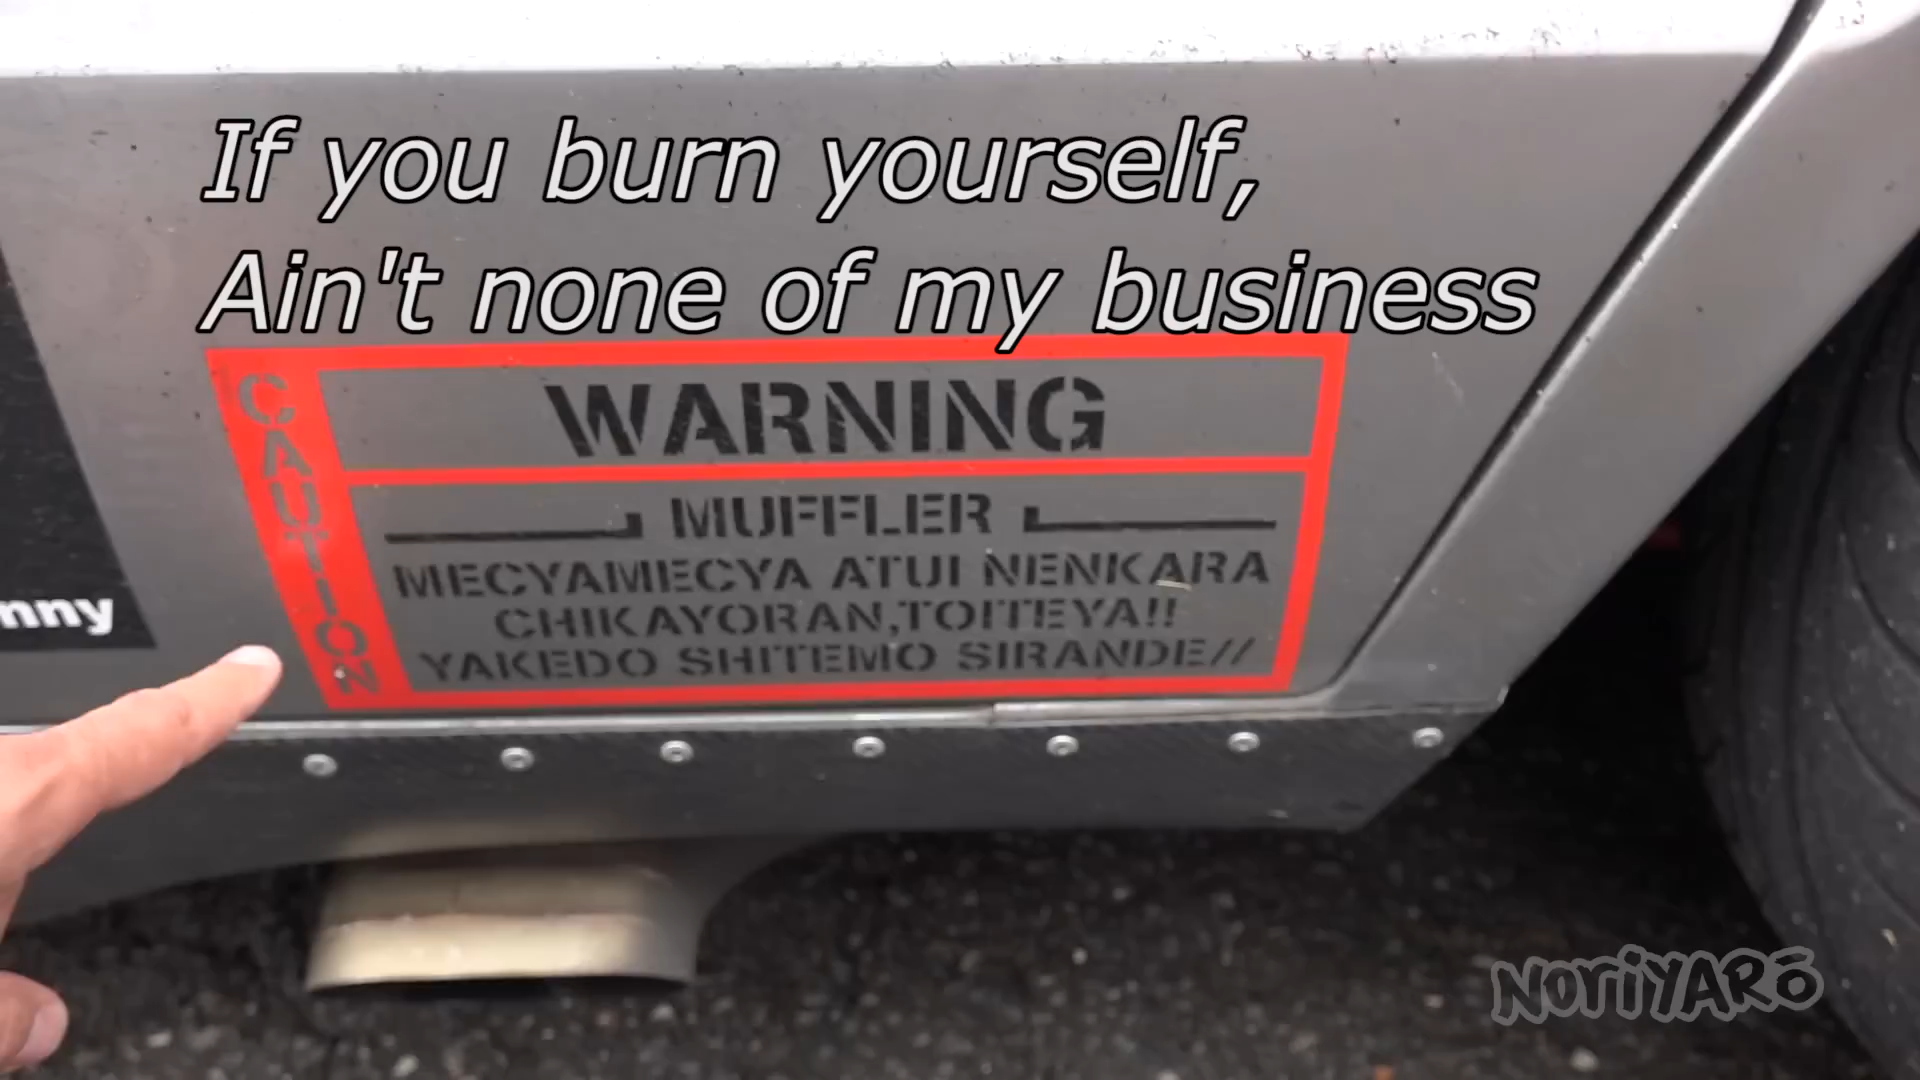 If you burn yourself,
Ain't none of my business
CAUTION
WARNING
MUFFLER
MECYAMECYA ATUI NENKARA
CHIKAYORAN,TOITEYA!!
YAKEDO SHITEMO SIRANDE//
nny
NORiYARō